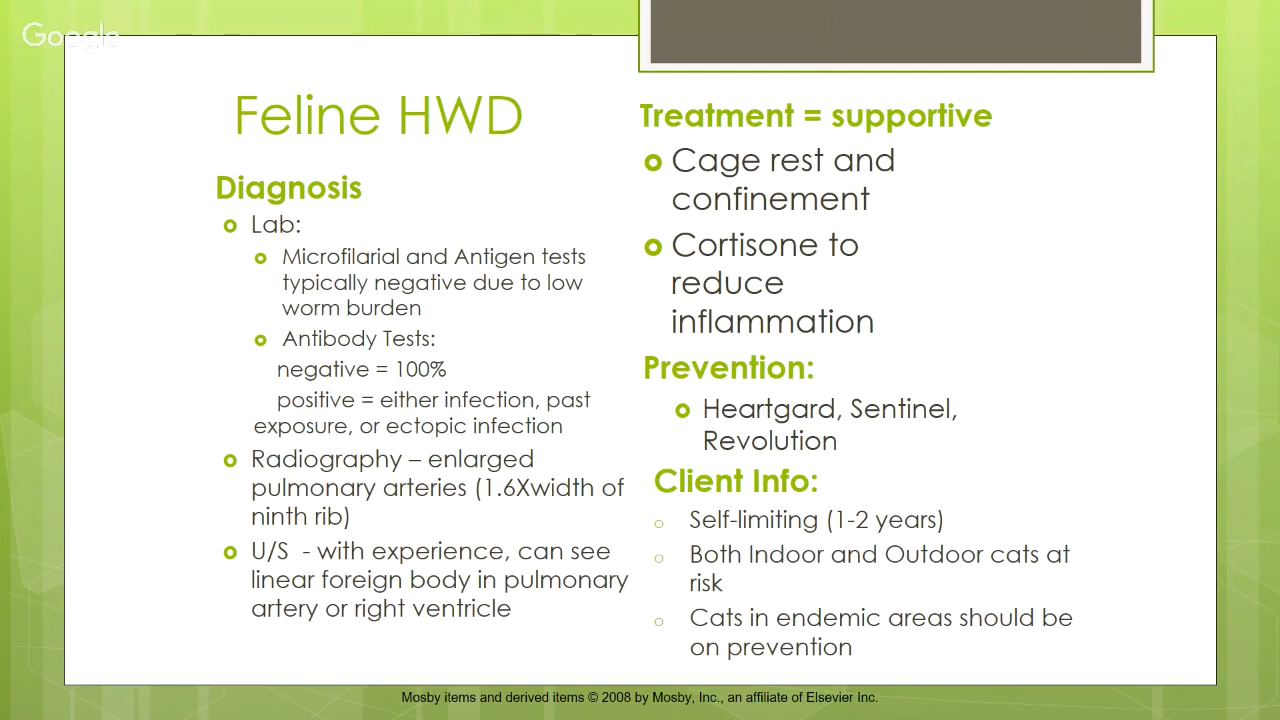 Google
Feline HWD
Diagnosis
Lab:
Microfilarial and Antigen tests
typically negative due to low
worm burden
Antibody Tests:
negative = 100%
positive = either infection, past
exposure, or ectopic infection
Radiography – enlarged
pulmonary arteries (1.6Xwidth of
ninth rib)
U/S - with experience, can see
linear foreign body in pulmonary
artery or right ventricle
Treatment = supportive
Cage rest and
confinement
Cortisone to
reduce
inflammation
Prevention:
Heartgard, Sentinel,
Revolution
Client Info:
Self-limiting (1-2 years)
Both Indoor and Outdoor cats at
risk
Cats in endemic areas should be
on prevention
Mosby items and derived items © 2008 by Mosby, Inc., an affiliate of Elsevier Inc.